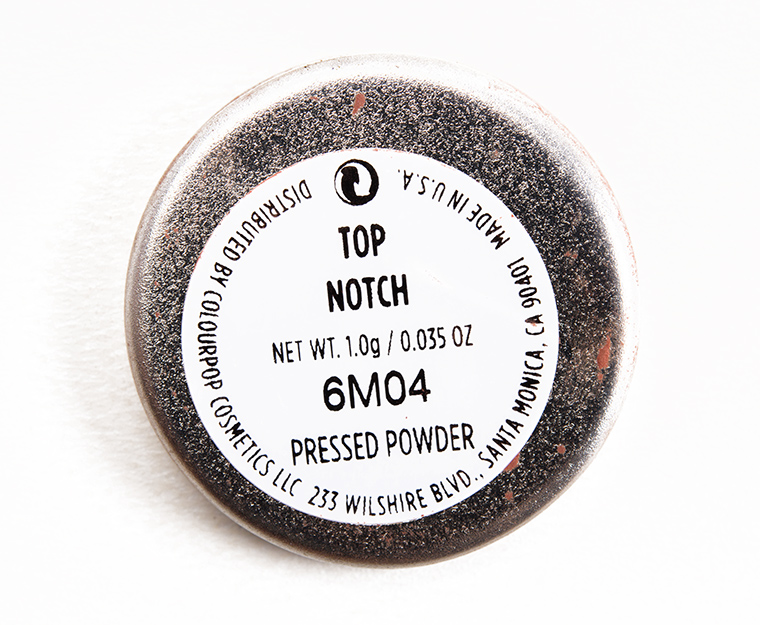 TOP
NOTCH
NET WT. 1.0g / 0.035 OZ
6M04
PRESSED POWDER
DISTRIBUTED BY COLOURPOP COSMETICS LLC 233 WILSHIRE BLVD., SANTA MONICA, CA 90401 MADE IN U.S.A.